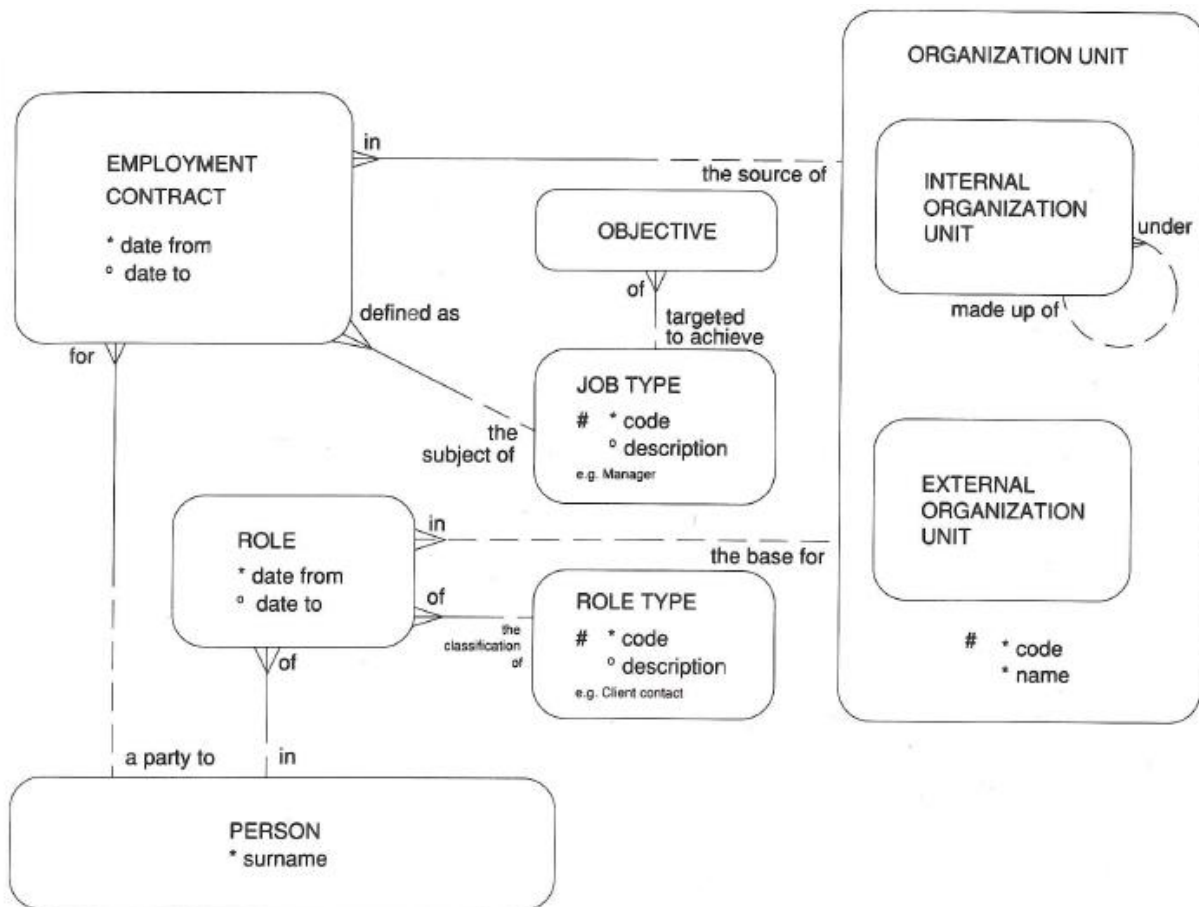 ORGANIZATION UNIT
EMPLOYMENT
CONTRACT
* date from
o date to
in
the source of
INTERNAL
ORGANIZATION
UNIT
under
made up of
OBJECTIVE
of
targeted
to achieve
defined as
for
JOB TYPE
# * code
o description
e.g. Manager
the
subject of
EXTERNAL
ORGANIZATION
UNIT
# * code
* name
ROLE
* date from
o date to
in
the base for
of
the
classification
of
ROLE TYPE
# * code
o description
e.g. Client contact
of
a party to
in
PERSON
* surname